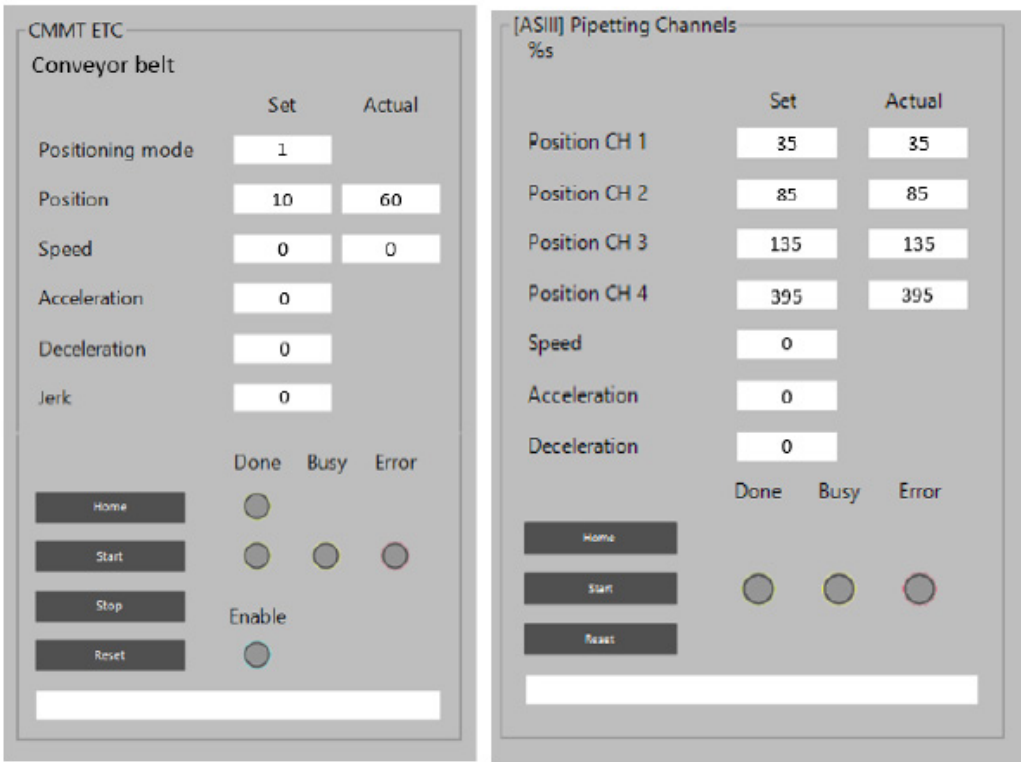 CMMT ETC
Conveyor belt
Set Actual
Positioning mode 1
Position 10 60
Speed 0 0
Acceleration 0
Deceleration 0
Jerk 0
Done Busy Error
Home
Start
Stop
Enable
Reset
[ASIII] Pipetting Channels
%s
Set Actual
Position CH 1 35 35
Position CH 2 85 85
Position CH 3 135 135
Position CH 4 395 395
Speed 0
Acceleration 0
Deceleration 0
Done Busy Error
Home
Start
Reset